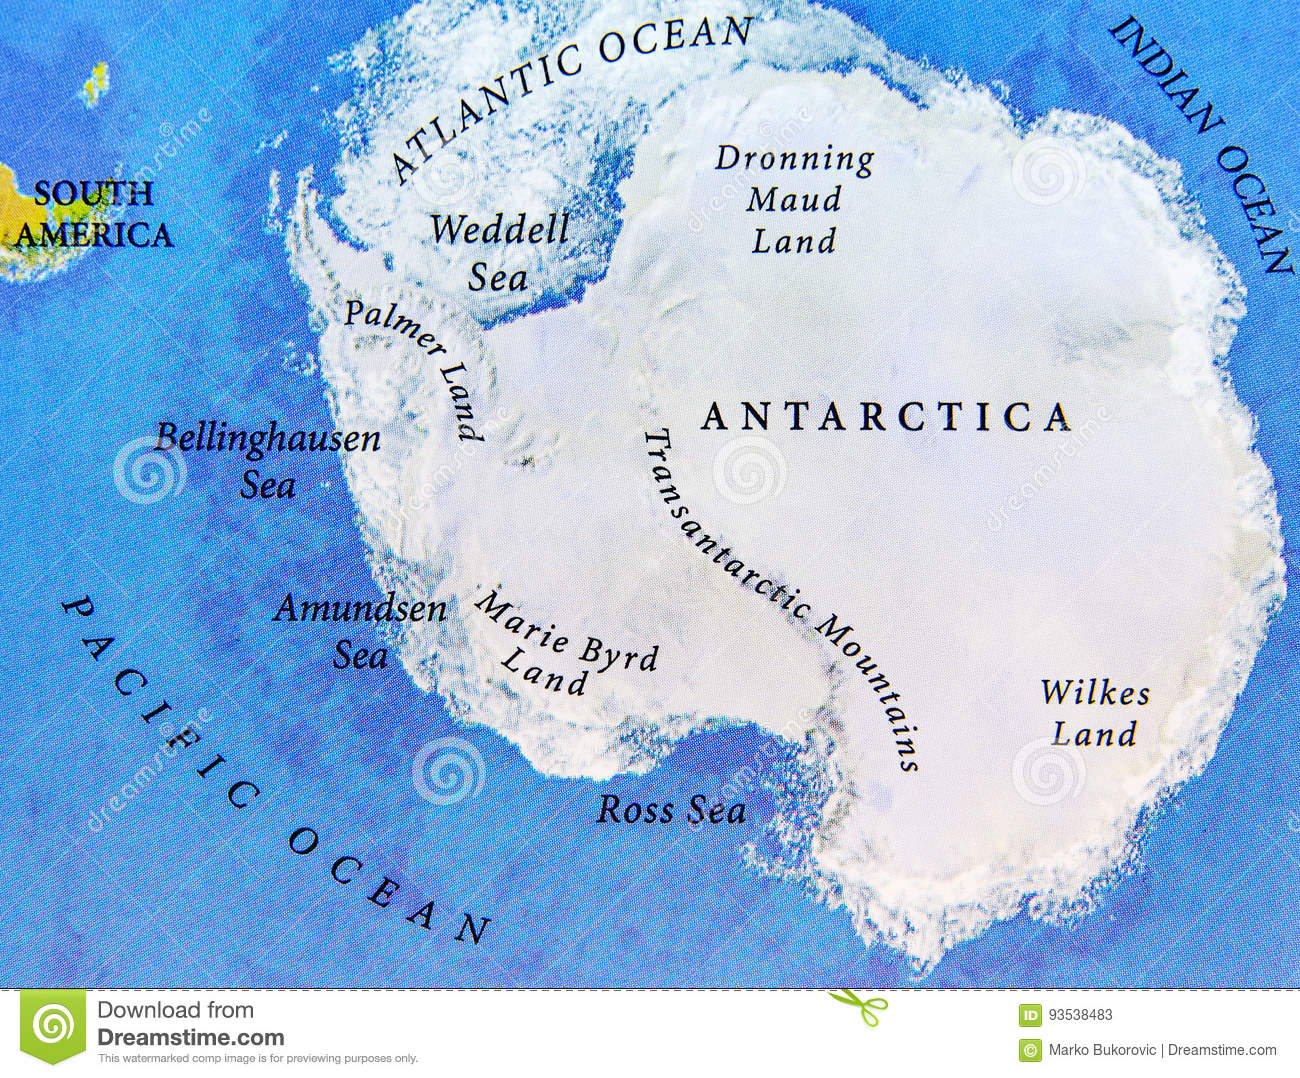 ATLANTIC OCEAN
INDIAN OCEAN
SOUTH
AMERICA
Dronning
Maud
Land
Weddell
Sea
Palmer Land
ANTARCTICA
Bellinghausen
Sea
Transantarctic Mountains
Amundsen
Sea
Marie Byrd
Land
Wilkes
Land
PACIFIC OCEAN
Ross Sea
dreamstime
Download from
Dreamstime.com
This watermarked comp image is for previewing purposes only.
ID 93538483
© Marko Bukorovic | Dreamstime.com